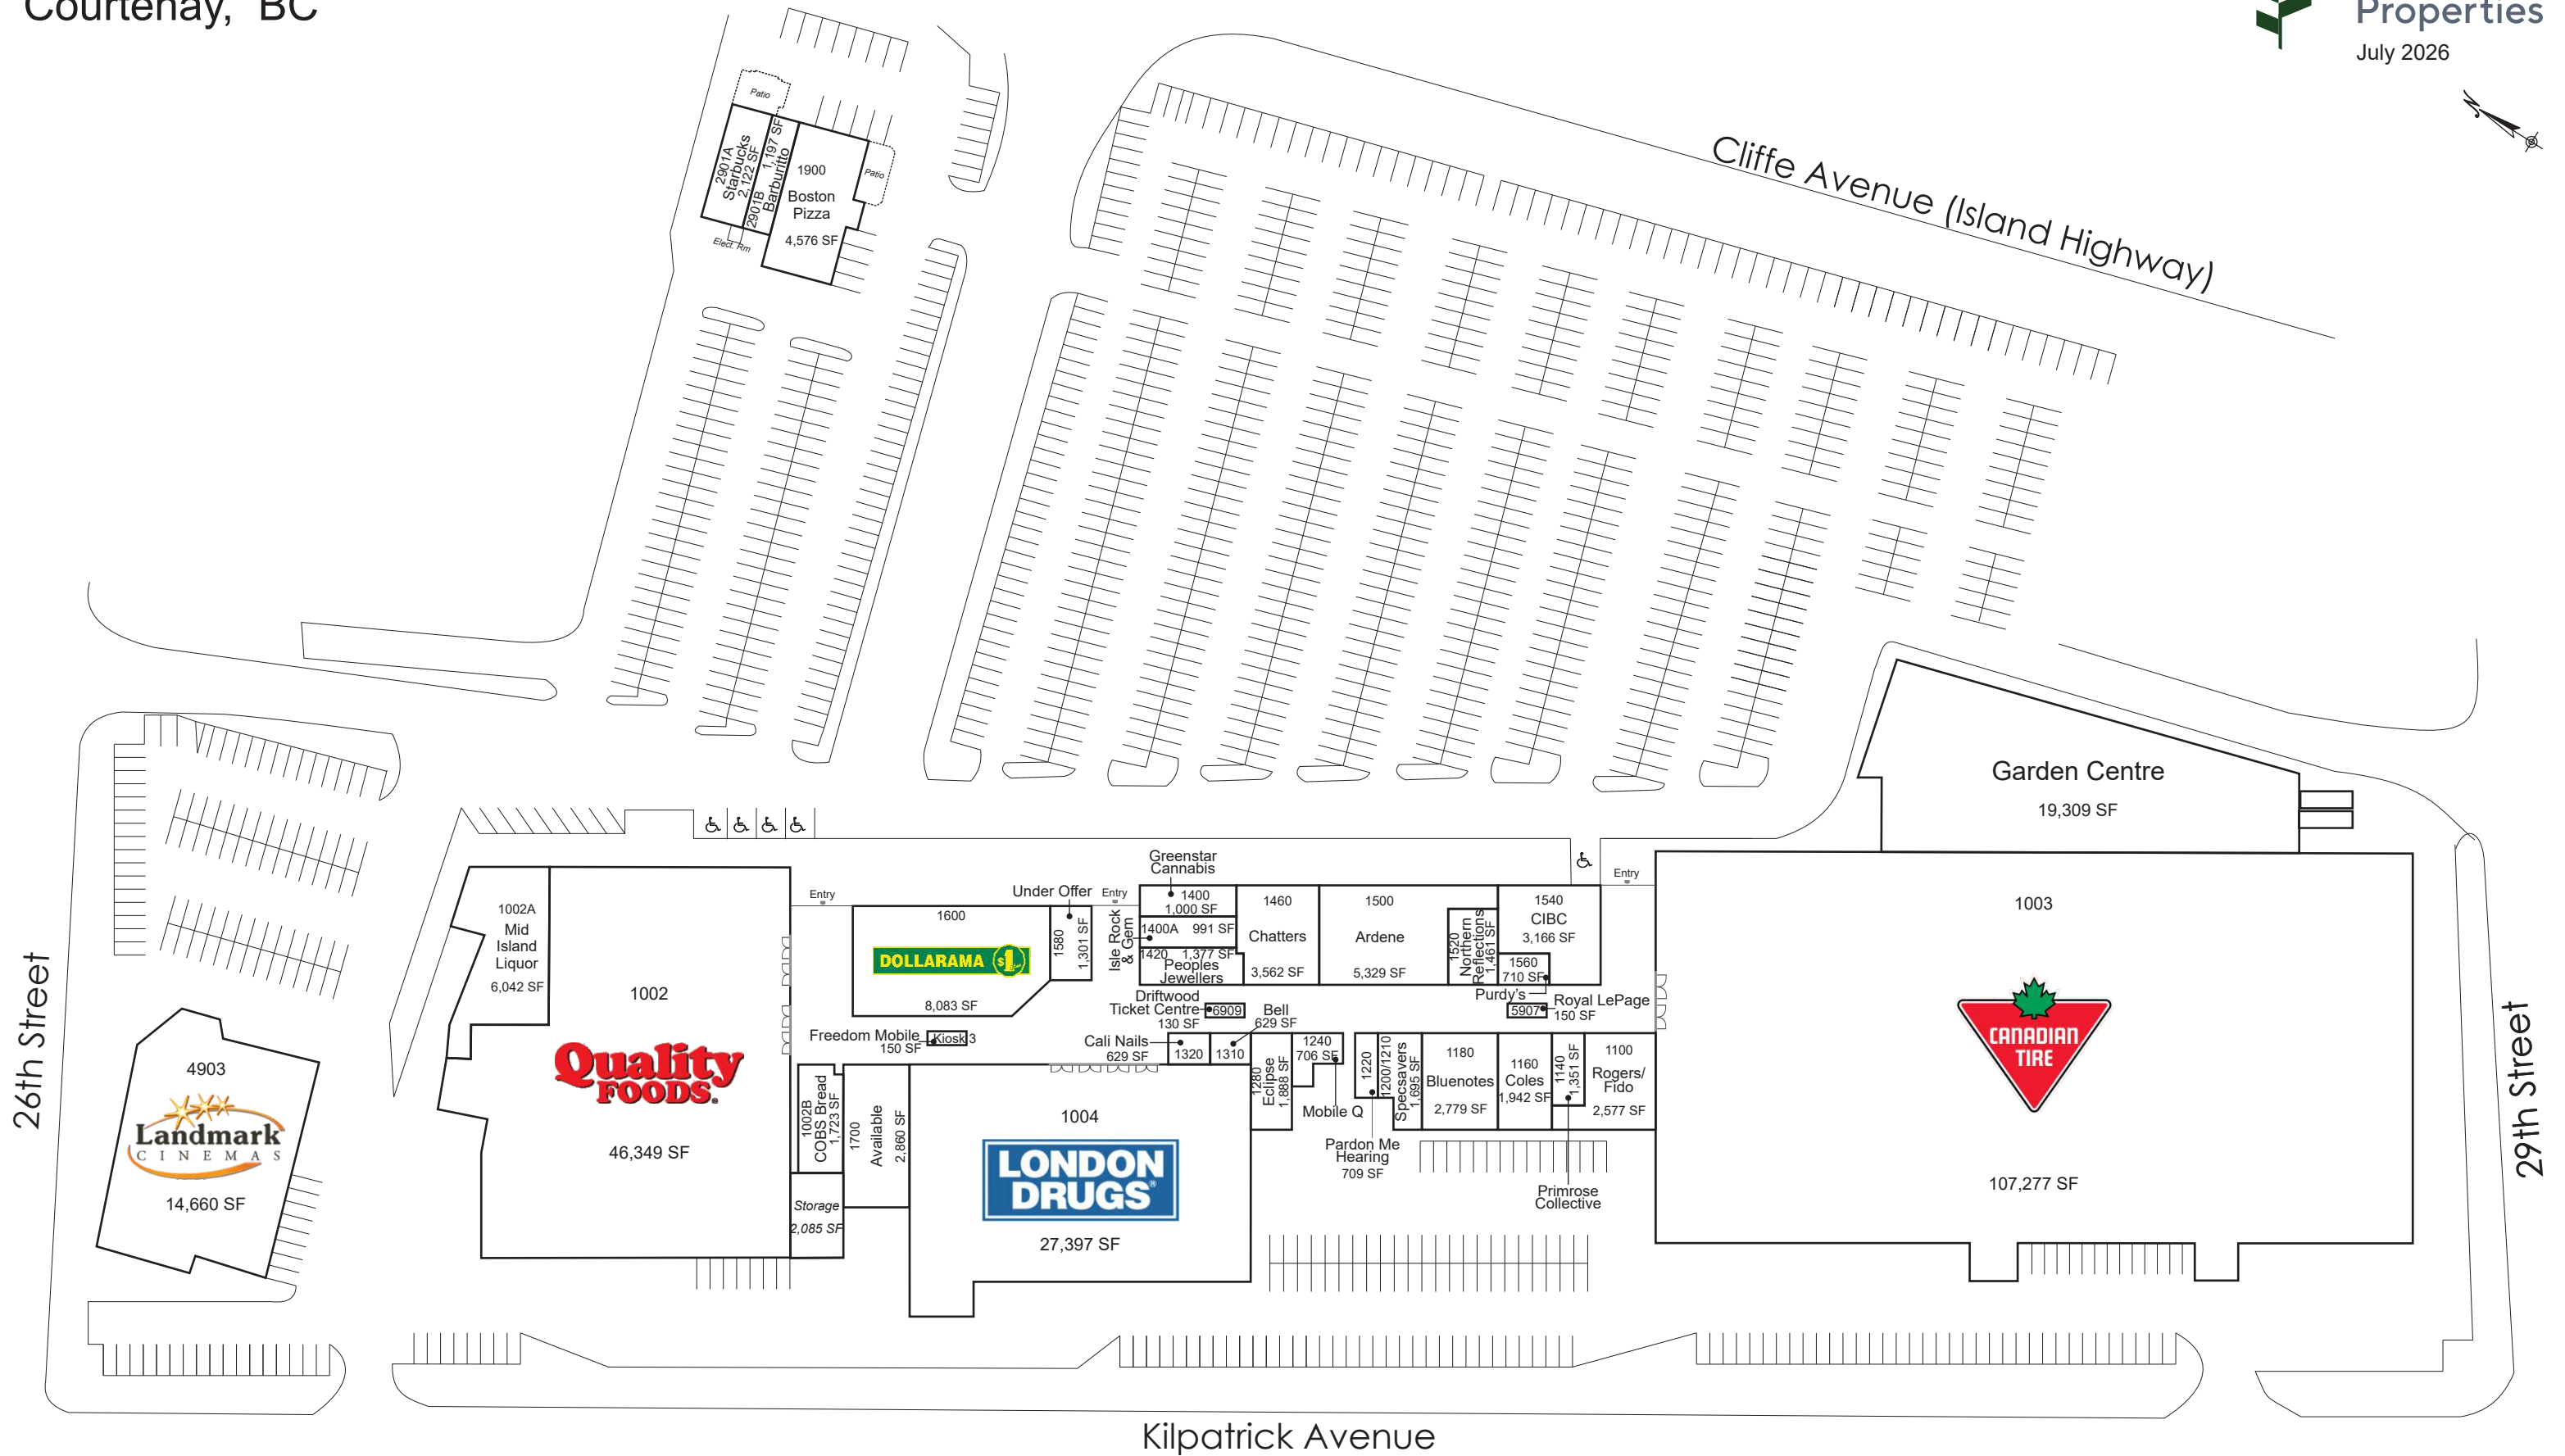 Courtenay, BC
Properties
July 2026
N
Cliffe Avenue (Island Highway)
Patio
2901A
Starbucks
2,122 SF
2901B
Barburitto
1,197 SF
1900
Boston
Pizza
4,576 SF
Patio
Elect. Rm
Garden Centre
19,309 SF
26th Street
4903
Landmark
CINEMAS
14,660 SF
1002A
Mid
Island
Liquor
6,042 SF
1002
Quality
FOODS
46,349 SF
Entry
1600
DOLLARAMA $1
8,083 SF
Under Offer
1580
1,301 SF
Entry
Isle Rock
& Gem
Greenstar
Cannabis
1400
1,000 SF
1400A 991 SF
1420 1,377 SF
Peoples
Jewellers
1460
Chatters
3,562 SF
1500
Ardene
5,329 SF
1520
Northern
Reflections
1,461 SF
1540
CIBC
3,166 SF
1560
710 SF
Purdy's
Entry
Freedom Mobile
150 SF
Kiosk 3
Driftwood
Ticket Centre
130 SF
6909
Bell
629 SF
5907
Royal LePage
150 SF
Cali Nails
629 SF
1320
1310
1280
Eclipse
1,888 SF
1240
706 SF
Mobile Q
1220
Pardon Me
Hearing
709 SF
1200/1210
Specsavers
1,695 SF
1180
Bluenotes
2,779 SF
1160
Coles
1,942 SF
1140
1,351 SF
Primrose
Collective
1100
Rogers/
Fido
2,577 SF
1002B
COBS Bread
1,723 SF
Storage
2,085 SF
1700
Available
2,860 SF
1004
LONDON
DRUGS®
27,397 SF
1003
CANADIAN
TIRE
107,277 SF
29th Street
Kilpatrick Avenue